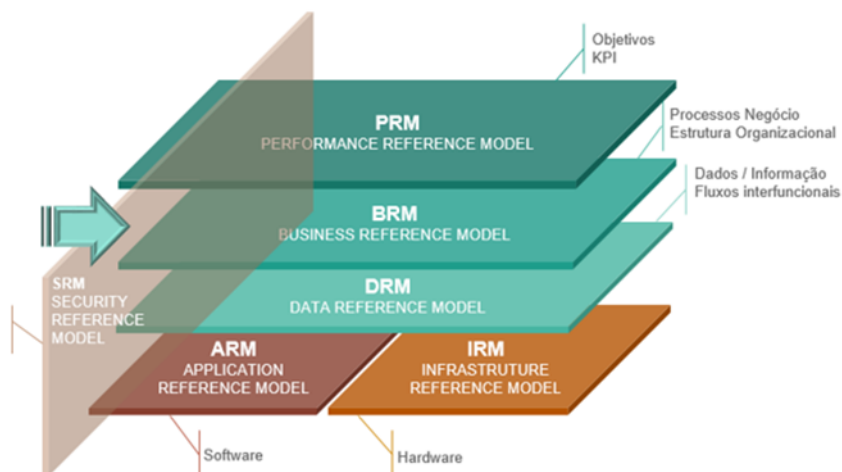 Objetivos
KPI
PRM
PERFORMANCE REFERENCE MODEL
Processos Negócio
Estrutura Organizacional
Dados / Informação
Fluxos interfuncionais
BRM
BUSINESS REFERENCE MODEL
SRM
SECURITY
REFERENCE
MODEL
DRM
DATA REFERENCE MODEL
ARM
APPLICATION
REFERENCE MODEL
IRM
INFRASTRUTURE
REFERENCE MODEL
Software
Hardware